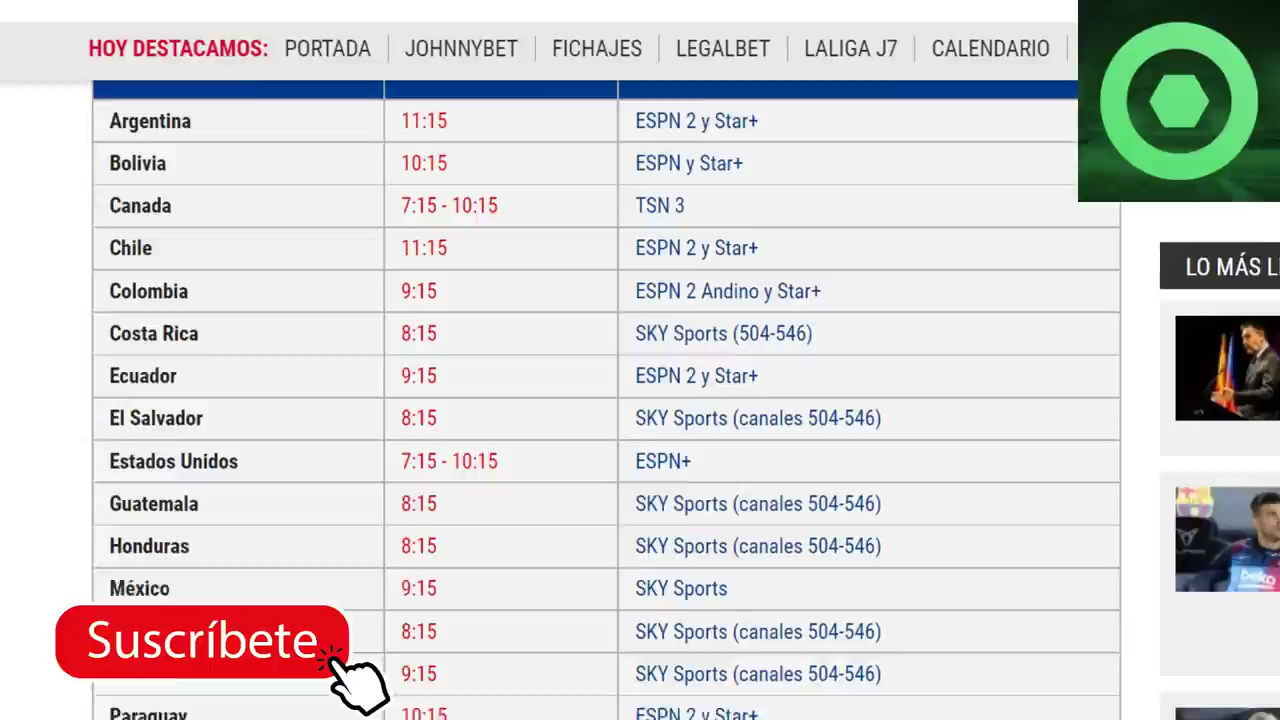 HOY DESTACAMOS: PORTADA JOHNNYBET FICHAJES LEGALBET LALIGA J7 CALENDARIO
Argentina 11:15 ESPN 2 y Star+
Bolivia 10:15 ESPN y Star+
Canada 7:15 - 10:15 TSN 3
Chile 11:15 ESPN 2 y Star+
Colombia 9:15 ESPN 2 Andino y Star+
Costa Rica 8:15 SKY Sports (504-546)
Ecuador 9:15 ESPN 2 y Star+
El Salvador 8:15 SKY Sports (canales 504-546)
Estados Unidos 7:15 - 10:15 ESPN+
Guatemala 8:15 SKY Sports (canales 504-546)
Honduras 8:15 SKY Sports (canales 504-546)
México 9:15 SKY Sports
8:15 SKY Sports (canales 504-546)
9:15 SKY Sports (canales 504-546)
Paraguay 10:15 ESPN 2 y Star+
Suscríbete
LO MÁS
beko